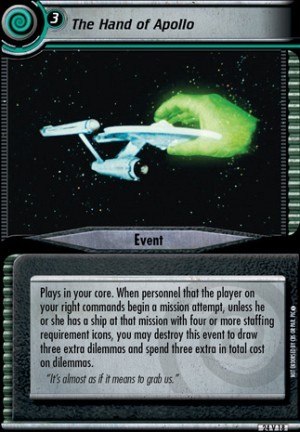 3
The Hand of Apollo
Event
Plays in your core. When personnel that the player on
your right commands begin a mission attempt, unless he
or she has a ship at that mission with four or more staffing
requirement icons, you may destroy this event to draw
three extra dilemmas and spend three extra in total cost
on dilemmas.
"It's almost as if it means to grab us."
24 V 18